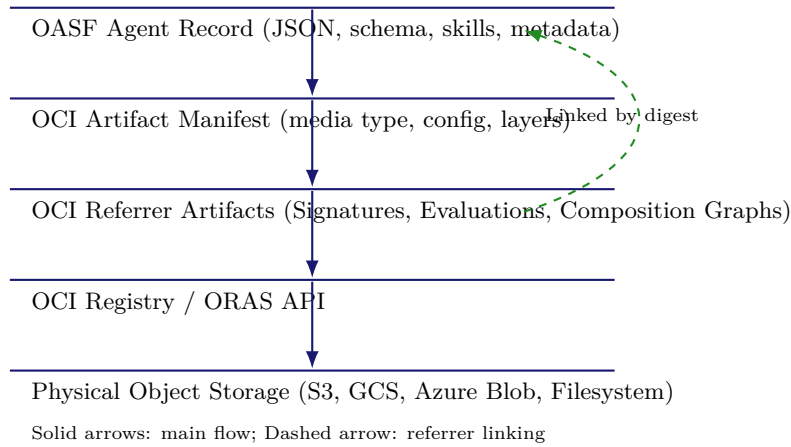 OASF Agent Record (JSON, schema, skills, metadata)
OCI Artifact Manifest (media type, config, layers)
Linked by digest
OCI Referrer Artifacts (Signatures, Evaluations, Composition Graphs)
OCI Registry / ORAS API
Physical Object Storage (S3, GCS, Azure Blob, Filesystem)
Solid arrows: main flow; Dashed arrow: referrer linking